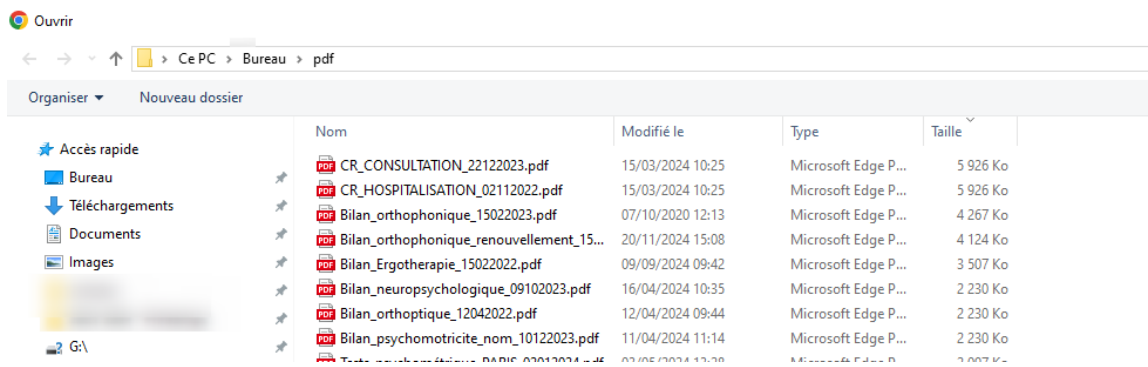 Ouvrir
Ce PC > Bureau > pdf
Organiser Nouveau dossier
Nom Modifié le Type Taille
Accès rapide
Bureau
Téléchargements
Documents
Images
G:\
CR_CONSULTATION_22122023.pdf 15/03/2024 10:25 Microsoft Edge P... 5 926 Ko
CR_HOSPITALISATION_02112022.pdf 15/03/2024 10:25 Microsoft Edge P... 5 926 Ko
Bilan_orthophonique_15022023.pdf 07/10/2020 12:13 Microsoft Edge P... 4 267 Ko
Bilan_orthophonique_renouvellement_15... 20/11/2024 15:08 Microsoft Edge P... 4 124 Ko
Bilan_Ergotherapie_15022022.pdf 09/09/2024 09:42 Microsoft Edge P... 3 507 Ko
Bilan_neuropsychologique_09102023.pdf 16/04/2024 10:35 Microsoft Edge P... 2 230 Ko
Bilan_orthoptique_12042022.pdf 12/04/2024 09:44 Microsoft Edge P... 2 230 Ko
Bilan_psychomotricite_nom_10122023.pdf 11/04/2024 11:14 Microsoft Edge P... 2 230 Ko